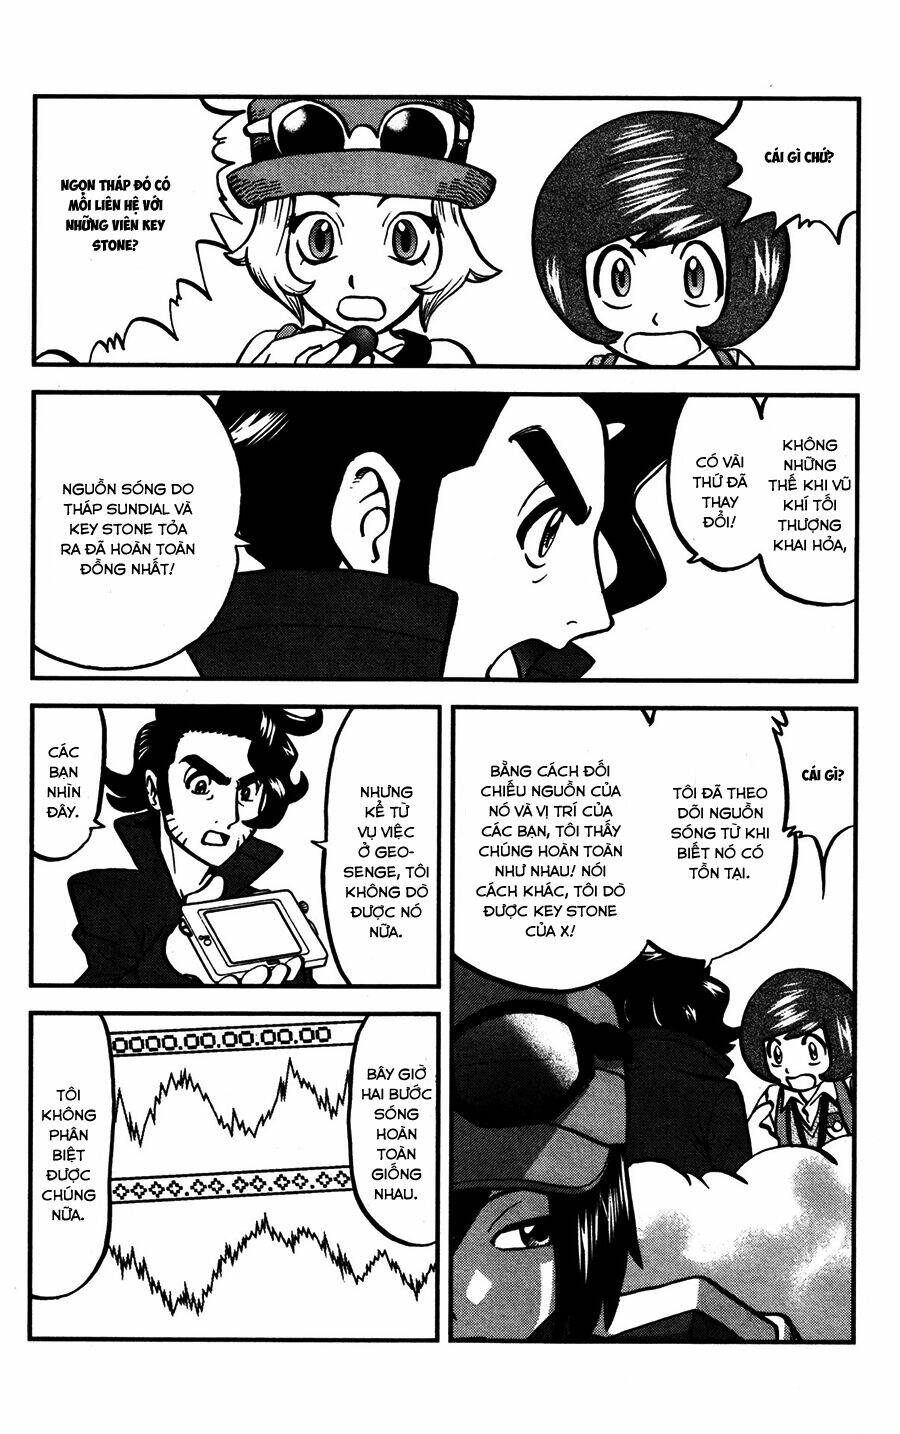 CÁI GÌ CHỨ?
NGỌN THÁP ĐÓ CÓ
MỐI LIÊN HỆ VỚI
NHỮNG VIÊN KEY
STONE?
KHÔNG
NHỮNG
THẾ KHI VŨ
KHÍ TỐI
THƯỢNG
KHAI HỎA,
CÓ VÀI
THỨ ĐÃ
THAY
ĐỔI!
NGUỒN SÓNG DO
THÁP SUNDIAL VÀ
KEY STONE TỎA
RA ĐÃ HOÀN TOÀN
ĐỒNG NHẤT!
CÁI GÌ?
TÔI ĐÃ THEO
DÕI NGUỒN
SÓNG TỪ KHI
BIẾT NÓ CÓ
TỒN TẠI.
BẰNG CÁCH ĐỐI
CHIẾU NGUỒN CỦA
NÓ VÀ VỊ TRÍ CỦA
CÁC BẠN, TÔI THẤY
CHÚNG HOÀN TOÀN
NHƯ NHAU! NÓI
CÁCH KHÁC, TÔI DÒ
ĐƯỢC KEY STONE
CỦA X!
NHƯNG
KỂ TỪ
VỤ VIỆC
Ở GEO-
SENGE, TÔI
KHÔNG DÒ
ĐƯỢC NÓ
NỮA.
CÁC
BẠN
NHÌN
ĐÂY.
BÂY GIỜ
HAI BƯỚC
SÓNG
HOÀN
TOÀN
GIỐNG
NHAU.
0000.00.00.00.00
TÔI
KHÔNG
PHÂN
BIỆT
ĐƯỢC
CHÚNG
NỮA.